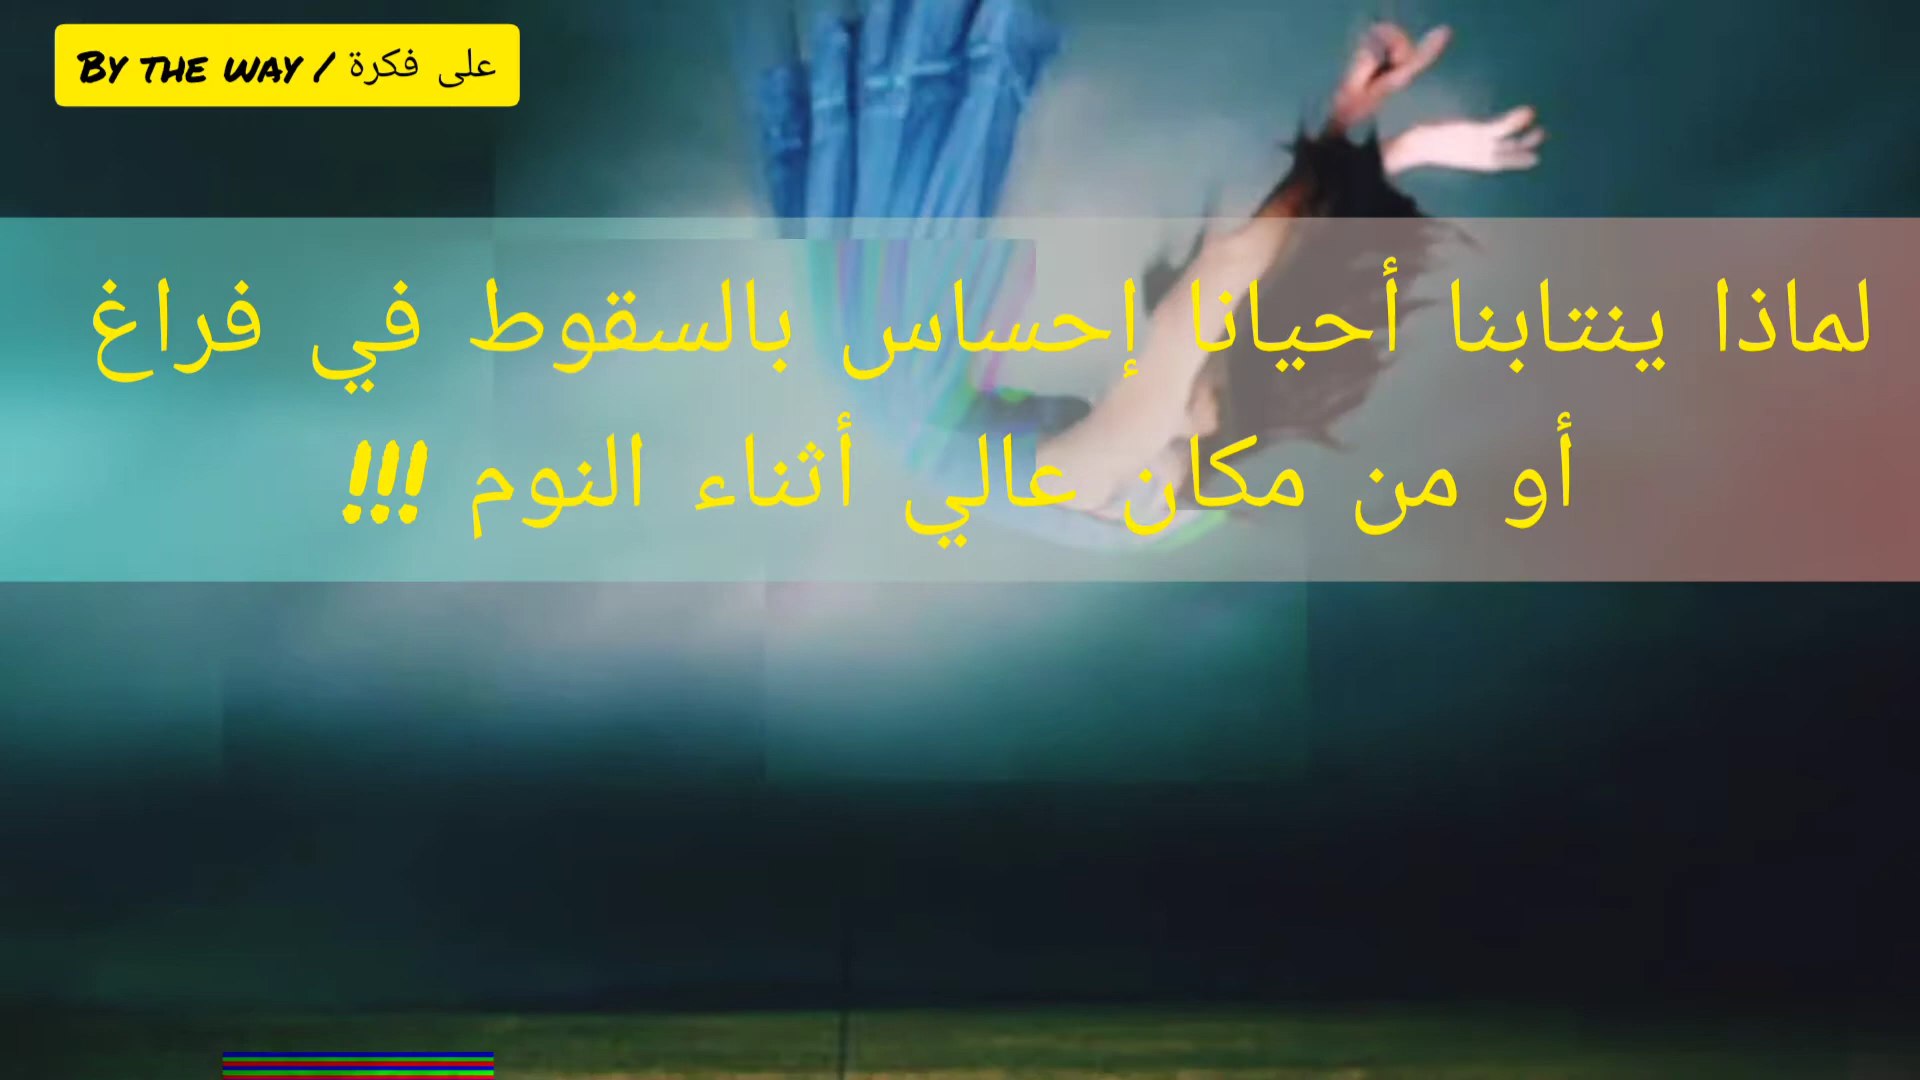 By the way / على فكرة
لماذا ينتابنا أحيانا إحساس بالسقوط في فراغ
أو من مكان عالي أثناء النوم !!!